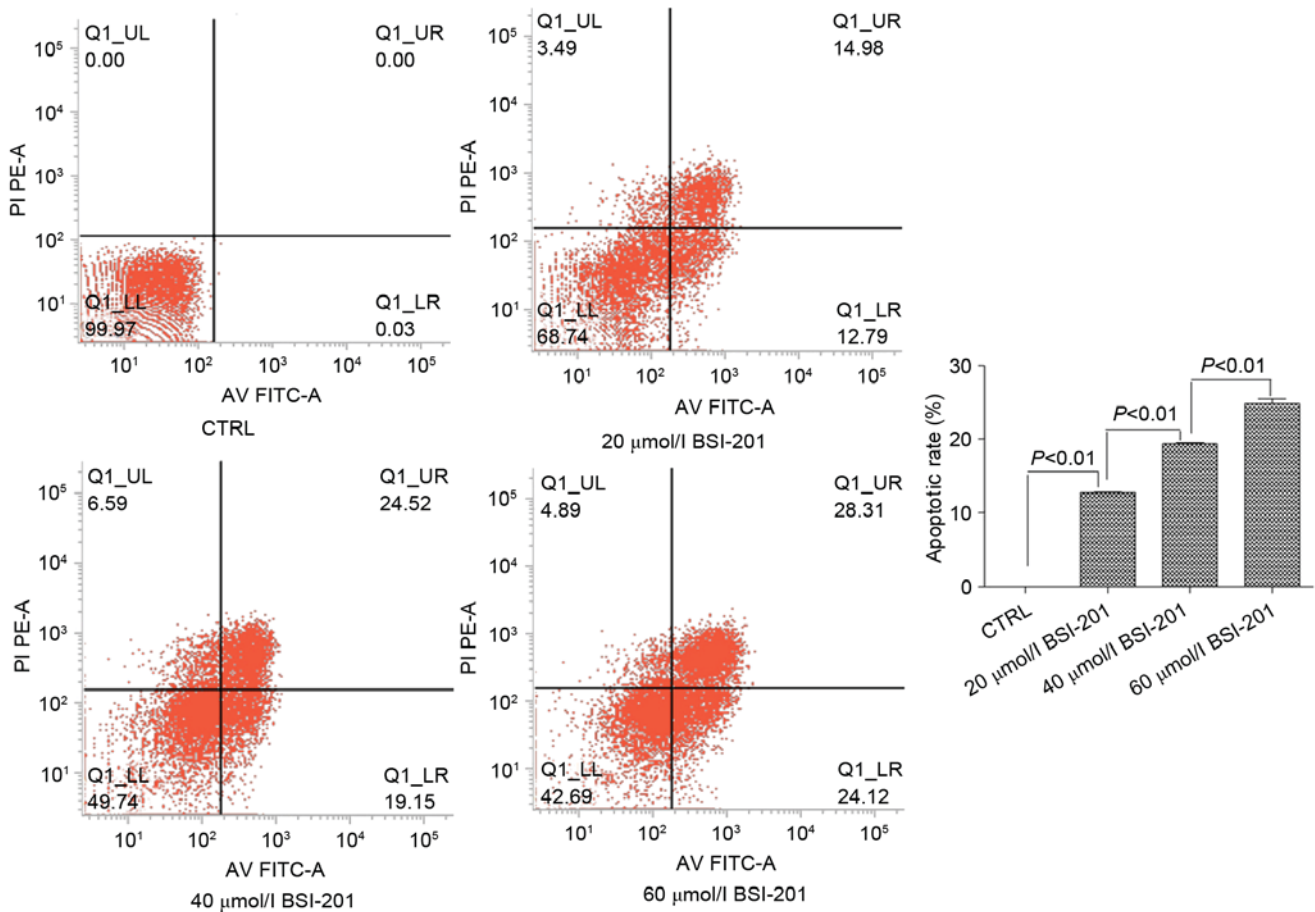 Q1_UL
0.00
Q1_UR
0.00
10^5
10^4
10^3
10^2
10^1
PI PE-A
Q1_LL
99.97
Q1_LR
0.03
10^1 10^2 10^3 10^4 10^5
AV FITC-A
CTRL
Q1_UL
3.49
Q1_UR
14.98
10^5
10^4
10^3
10^2
10^1
PI PE-A
Q1_LL
68.74
Q1_LR
12.79
10^1 10^2 10^3 10^4 10^5
AV FITC-A
20 μmol/l BSI-201
Q1_UL
6.59
Q1_UR
24.52
10^5
10^4
10^3
10^2
10^1
PI PE-A
Q1_LL
49.74
Q1_LR
19.15
10^1 10^2 10^3 10^4 10^5
AV FITC-A
40 μmol/l BSI-201
Q1_UL
4.89
Q1_UR
28.31
10^5
10^4
10^3
10^2
10^1
PI PE-A
Q1_LL
42.69
Q1_LR
24.12
10^1 10^2 10^3 10^4 10^5
AV FITC-A
60 μmol/l BSI-201
30
20
10
0
Apoptotic rate (%)
P<0.01
P<0.01
P<0.01
CTRL
20 μmol/l BSI-201
40 μmol/l BSI-201
60 μmol/l BSI-201